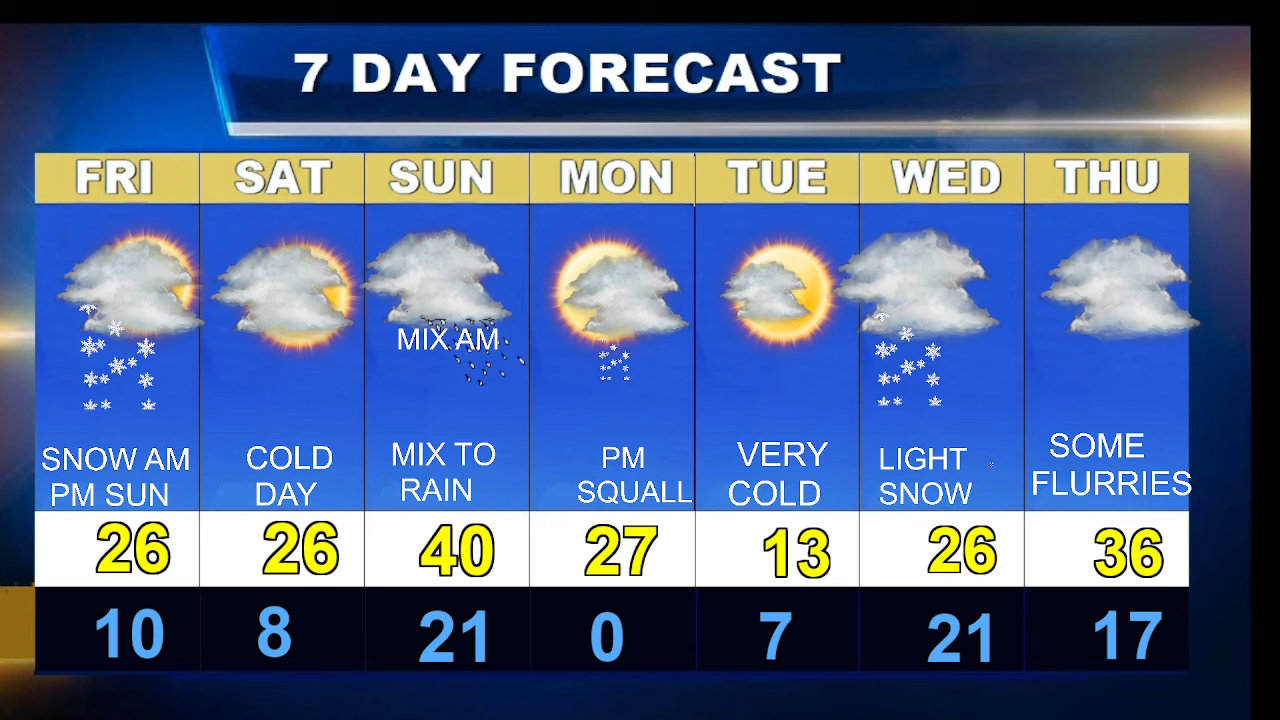 7 DAY FORECAST
FRI SAT SUN MON TUE WED THU
MIX AM
SNOW AM
PM SUN
COLD
DAY
MIX TO
RAIN
PM
SQUALL
VERY
COLD
LIGHT
SNOW
SOME
FLURRIES
26 26 40 27 13 26 36
10 8 21 0 7 21 17